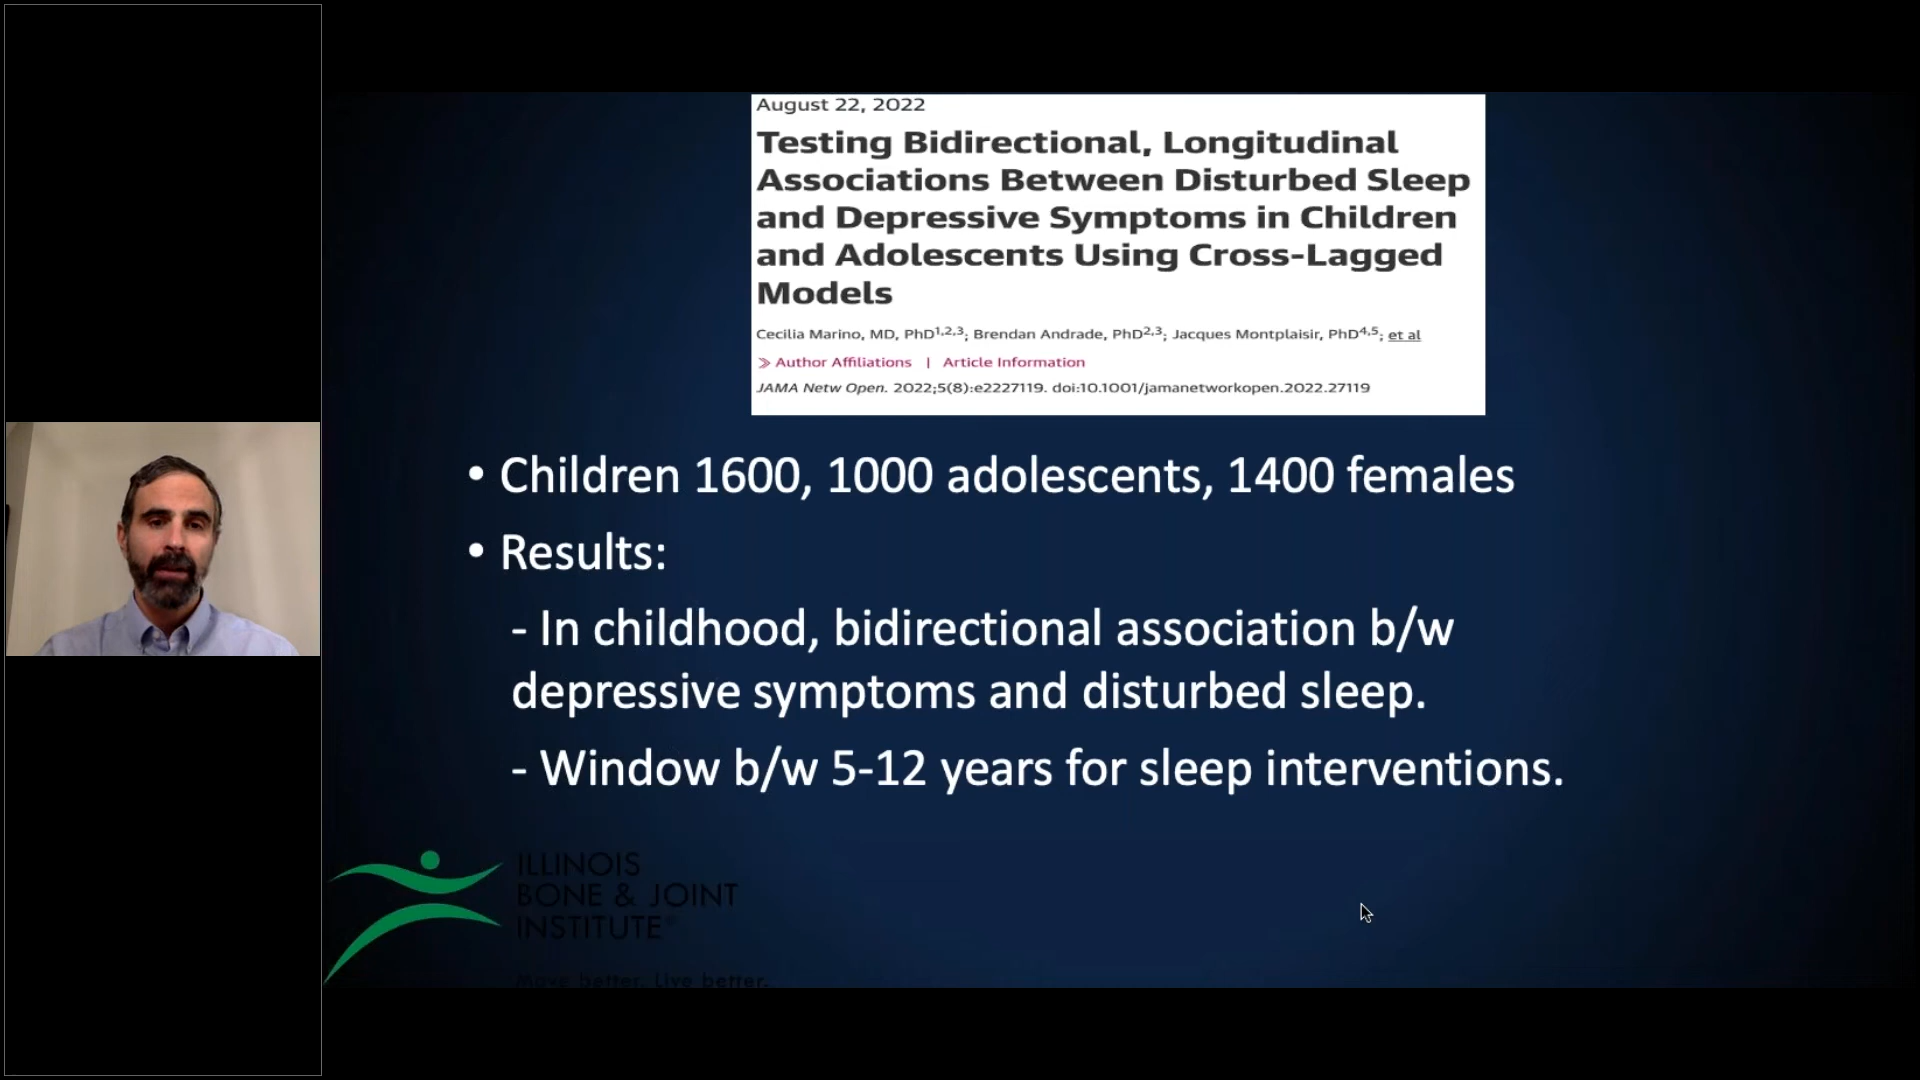 August 22, 2022
Testing Bidirectional, Longitudinal
Associations Between Disturbed Sleep
and Depressive Symptoms in Children
and Adolescents Using Cross-Lagged
Models
Cecilia Marino, MD, PhD1,2,3; Brendan Andrade, PhD2,3; Jacques Montplaisir, PhD4,5; et al
≫ Author Affiliations | Article Information
JAMA Netw Open. 2022;5(8):e2227119. doi:10.1001/jamanetworkopen.2022.27119
• Children 1600, 1000 adolescents, 1400 females
• Results:
- In childhood, bidirectional association b/w
depressive symptoms and disturbed sleep.
- Window b/w 5-12 years for sleep interventions.
ILLINOIS
BONE & JOINT
INSTITUTE®
Move better. Live better.